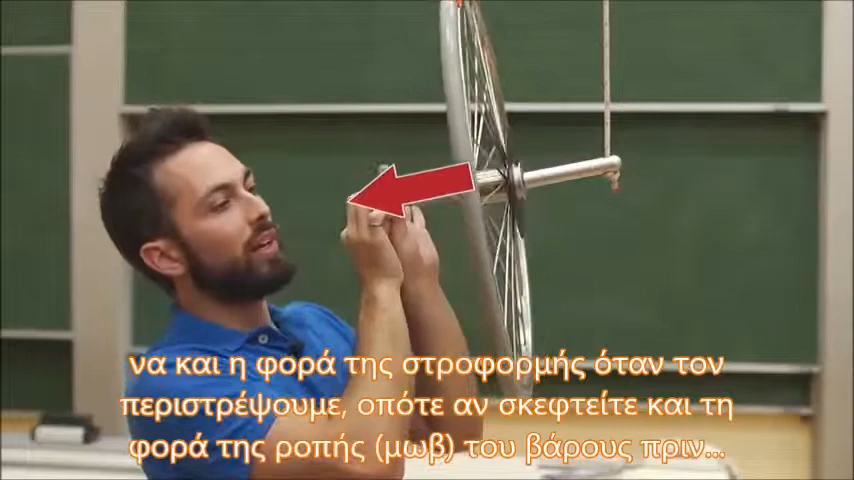 να και η φορά της στροφορμής όταν τον
περιστρέψουμε, οπότε αν σκεφτείτε και τη
φορά της ροπής (μωβ) του βάρους πριν...